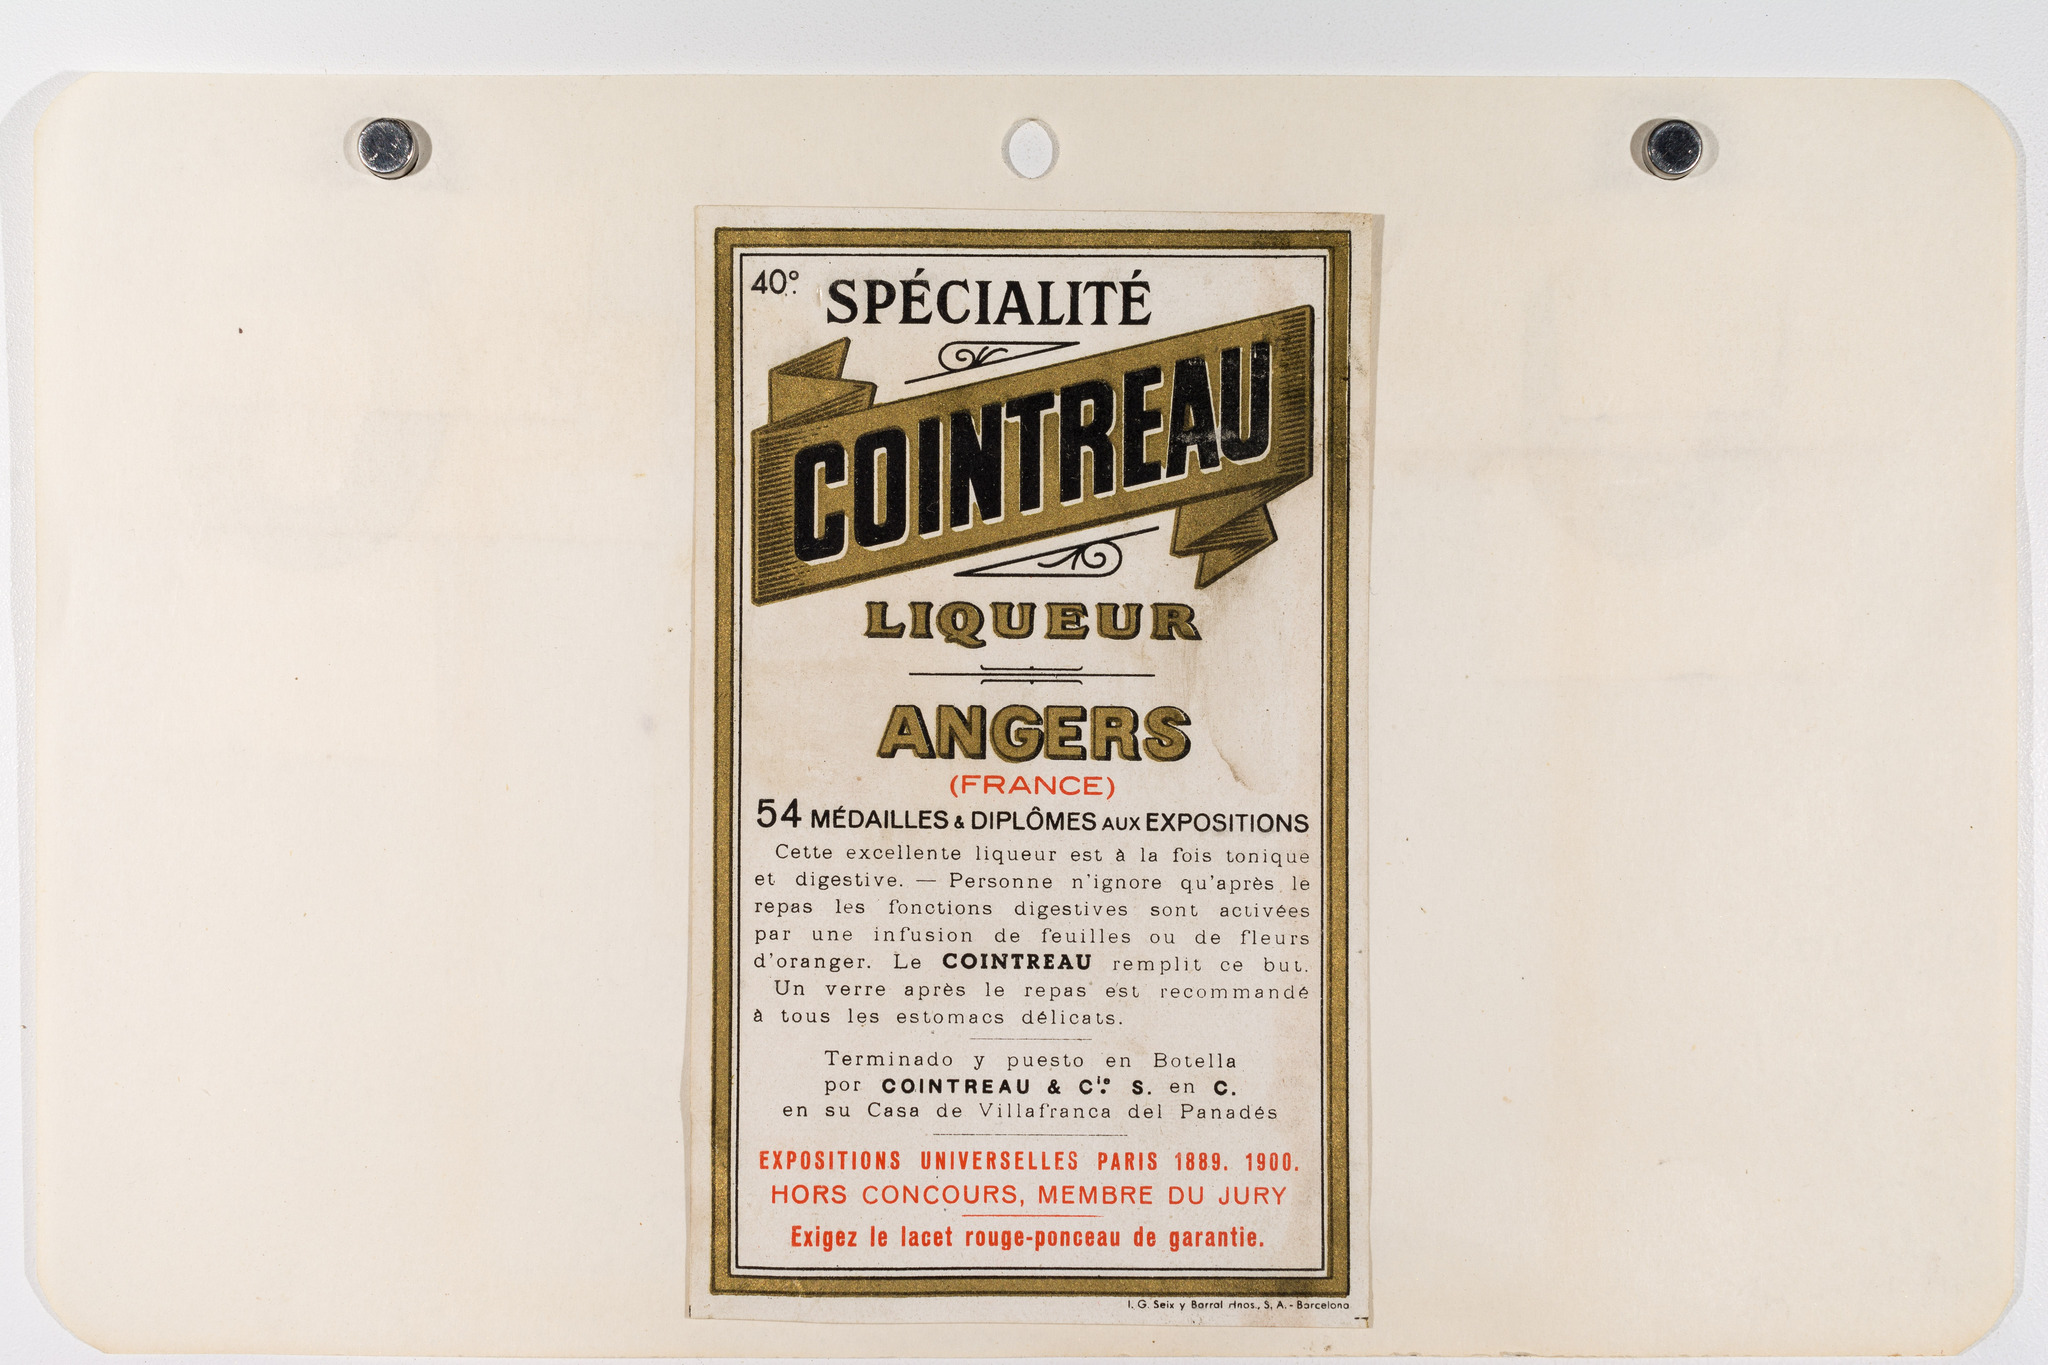 40°.
SPÉCIALITÉ
COINTREAU
LIQUEUR
ANGERS
(FRANCE)
54 MÉDAILLES & DIPLÔMES AUX EXPOSITIONS
Cette excellente liqueur est à la fois tonique
et digestive. — Personne n'ignore qu'après le
repas les fonctions digestives sont activées
par une infusion de feuilles ou de fleurs
d'oranger. Le COINTREAU remplit ce but.
Un verre après le repas est recommandé
à tous les estomacs délicats.
Terminado y puesto en Botella
por COINTREAU & Cie. S. en C.
en su Casa de Villafranca del Panadés
EXPOSITIONS UNIVERSELLES PARIS 1889. 1900.
HORS CONCOURS, MEMBRE DU JURY
Exigez le lacet rouge-ponceau de garantie.
I. G. Seix y Barral Hnos., S. A. - Barcelona